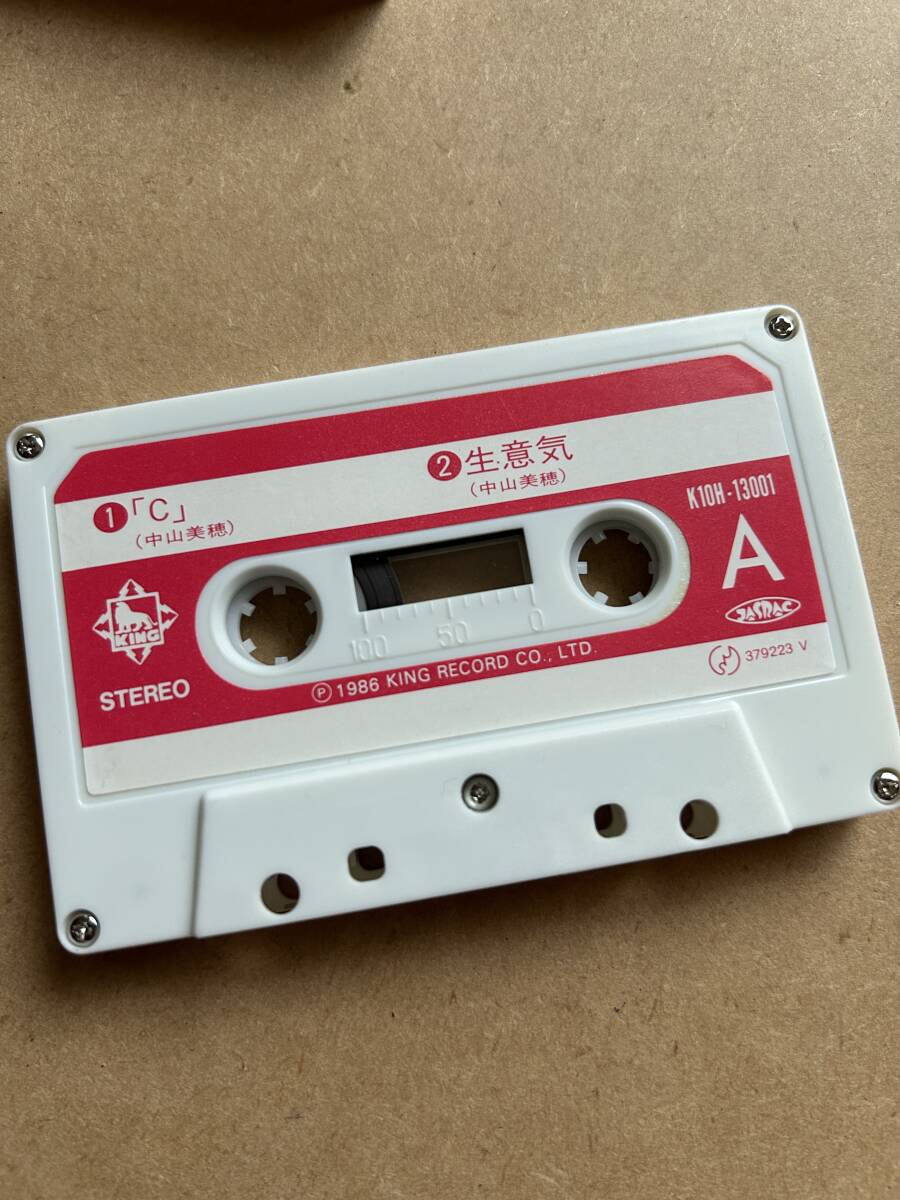 1 「C」
(中山美穂)
2 生意気
(中山美穂)
K10H-13001
A
KING
STEREO
100 50 0
Ⓟ 1986 KING RECORD CO., LTD.
JASRAC
379223 V